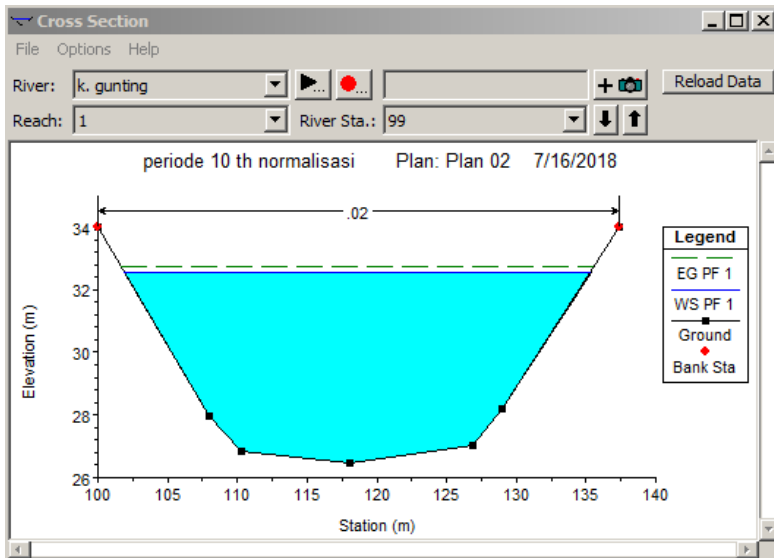 Cross Section
File Options Help
River: k. gunting ... ... + Reload Data
Reach: 1 River Sta.: 99
periode 10 th normalisasi Plan: Plan 02 7/16/2018
.02
34
32
30
28
26
Elevation (m)
100 105 110 115 120 125 130 135 140
Station (m)
Legend
EG PF 1
WS PF 1
Ground
Bank Sta